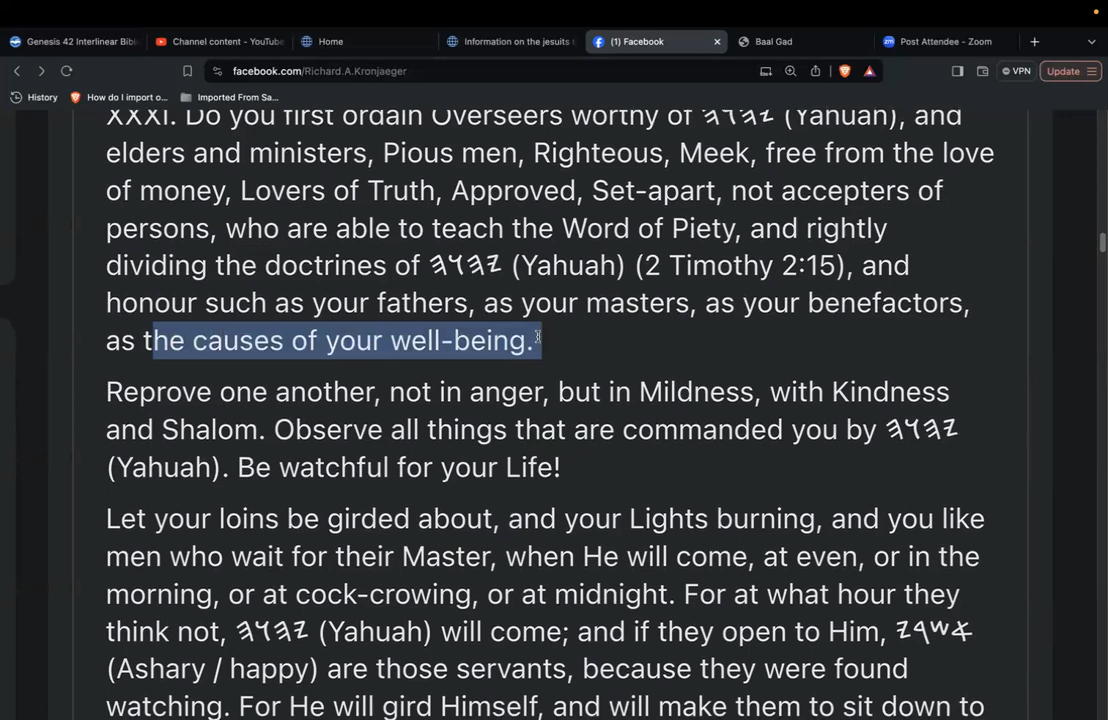 Genesis 42 Interlinear Bibl
Channel content - YouTube
Home
Information on the jesuits t
(1) Facebook
Baal Gad
Post Attendee - Zoom
facebook.com/Richard.A.Kronjaeger
VPN
Update
History
How do I import o...
Imported From Sa...
XXXI. Do you first ordain Overseers worthy of 𐤉𐤄𐤅𐤄 (Yahuah), and
elders and ministers, Pious men, Righteous, Meek, free from the love
of money, Lovers of Truth, Approved, Set-apart, not accepters of
persons, who are able to teach the Word of Piety, and rightly
dividing the doctrines of 𐤉𐤄𐤅𐤄 (Yahuah) (2 Timothy 2:15), and
honour such as your fathers, as your masters, as your benefactors,
as the causes of your well-being.
Reprove one another, not in anger, but in Mildness, with Kindness
and Shalom. Observe all things that are commanded you by 𐤉𐤄𐤅𐤄
(Yahuah). Be watchful for your Life!
Let your loins be girded about, and your Lights burning, and you like
men who wait for their Master, when He will come, at even, or in the
morning, or at cock-crowing, or at midnight. For at what hour they
think not, 𐤉𐤄𐤅𐤄 (Yahuah) will come; and if they open to Him, 𐤀𐤔𐤓𐤉
(Ashary / happy) are those servants, because they were found
watching. For He will gird Himself, and will make them to sit down to